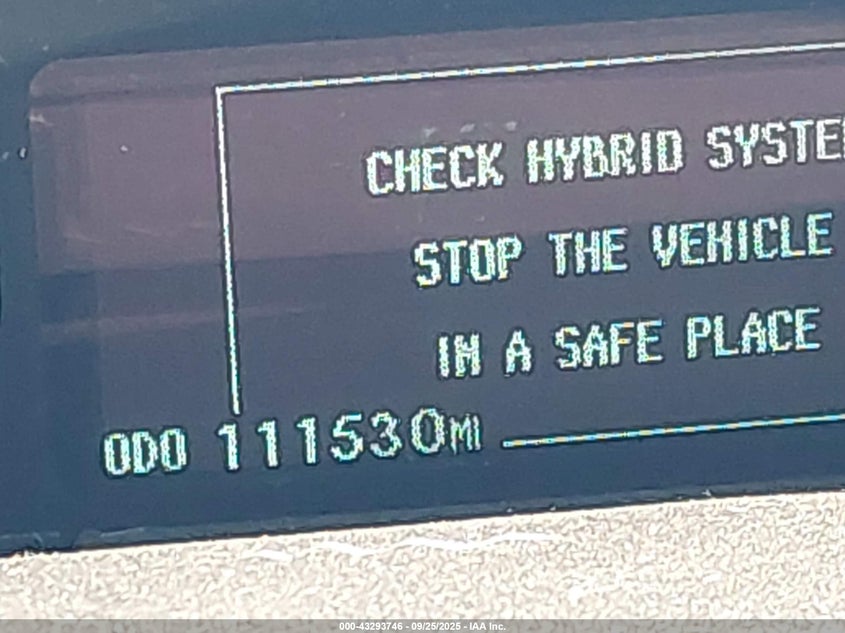 CHECK HYBRID SYSTE
STOP THE VEHICLE
IN A SAFE PLACE
ODO 111530MI
000-43293746 - 09/25/2025 - IAA Inc.